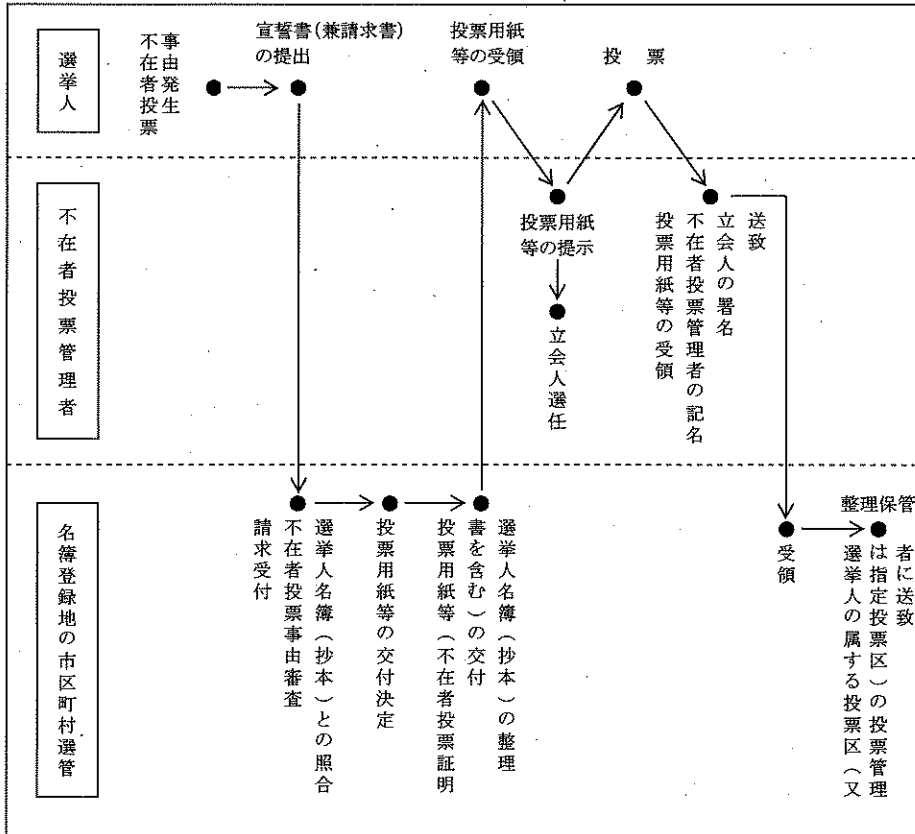 選挙人
不在者投票
事由発生
宣誓書(兼請求書)
の提出
投票用紙
等の受領
投　票
不在者投票管理者
投票用紙
等の提示
立会人選任
投票用紙等の受領
不在者投票管理者の記名
立会人の署名
送致
名簿登録地の市区町村選管
請求受付
不在者投票事由審査
選挙人名簿(抄本)との照合
投票用紙等の交付決定
投票用紙等(不在者投票証明
書を含む)の交付
選挙人名簿(抄本)の整理
受領
整理保管
選挙人の属する投票区(又
は指定投票区)の投票管理
者に送致